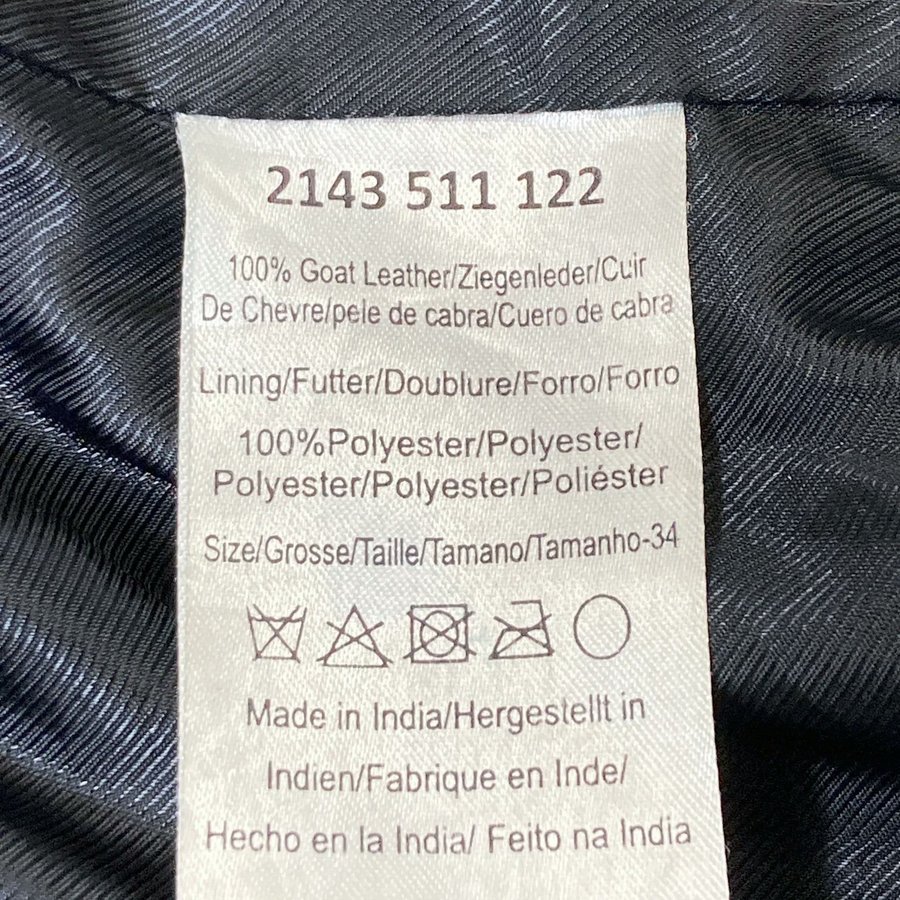 2143 511 122
100% Goat Leather/Ziegenleder/Cuir
De Chevre/pele de cabra/Cuero de cabra
Lining/Futter/Doublure/Forro/Forro
100%Polyester/Polyester/
Polyester/Polyester/Poliéster
Size/Grosse/Taille/Tamano/Tamanho-34
Made in India/Hergestellt in
Indien/Fabrique en Inde/
Hecho en la India/ Feito na India